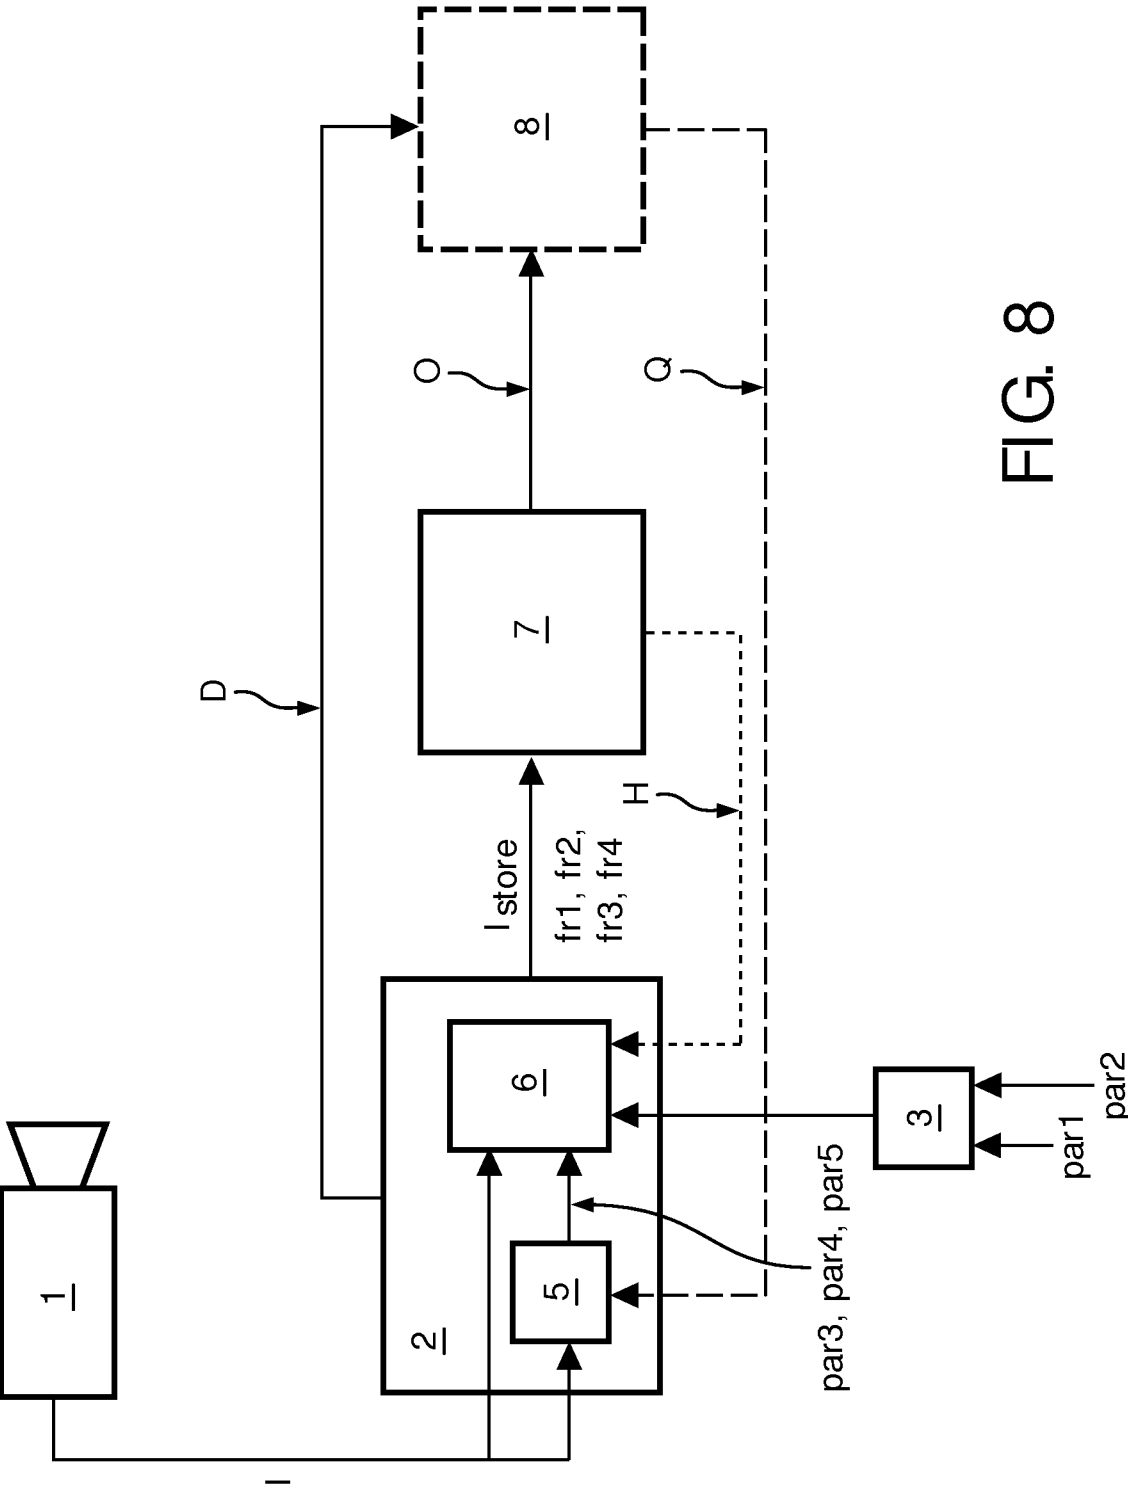 1
D
I
2
O
I store
6
7
8
5
fr1, fr2,
fr3, fr4
H
Q
par3, par4, par5
3
FIG. 8
par1
par2